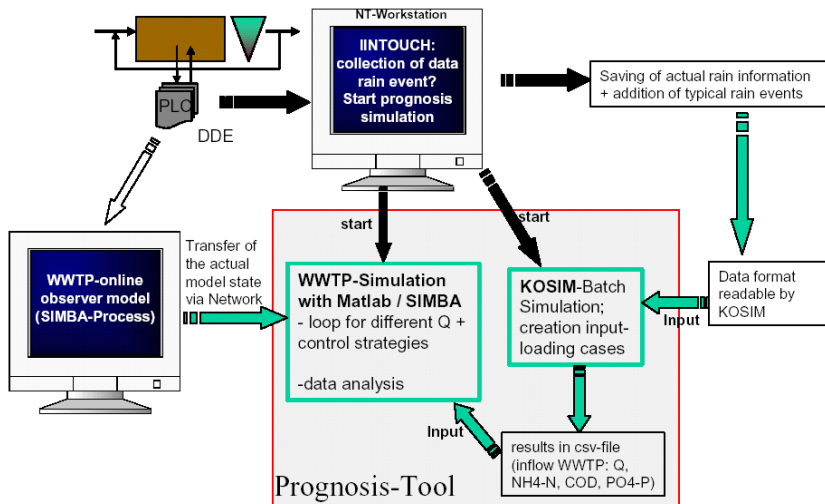 NT-Workstation
IINTOUCH:
collection of data
rain event?
Start prognosis
simulation
PLC
DDE
Saving of actual rain information
+ addition of typical rain events
start
start
WWTP-online
observer model
(SIMBA-Process)
Transfer of
the actual
model state
via Network
WWTP-Simulation
with Matlab / SIMBA
- loop for different Q +
control strategies
-data analysis
KOSIM-Batch
Simulation;
creation input-
loading cases
Input
Data format
readable by
KOSIM
Input
results in csv-file
(inflow WWTP: Q,
NH4-N, COD, PO4-P)
Prognosis-Tool